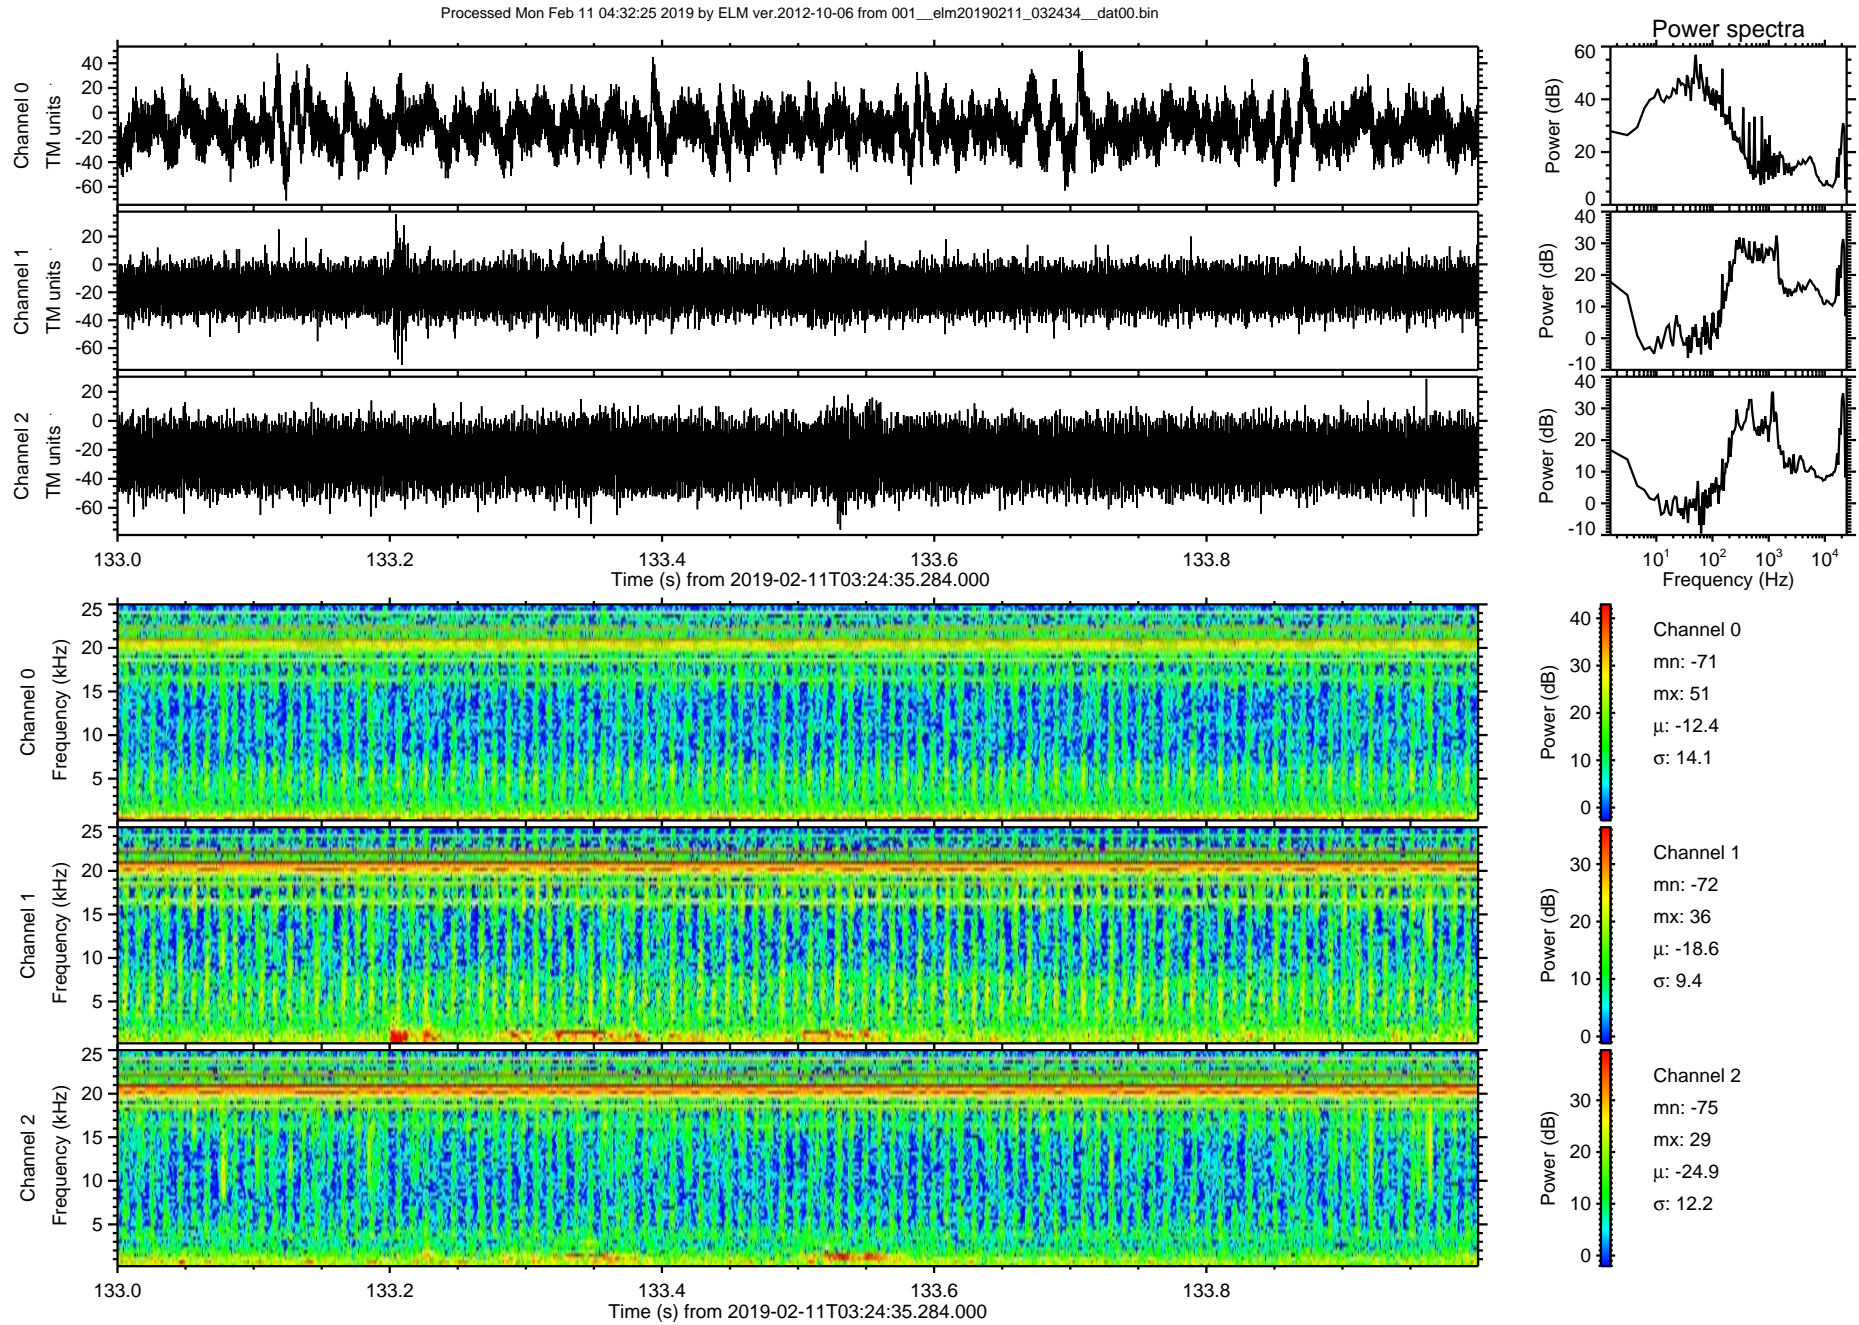 Processed Mon Feb 11 04:32:25 2019 by ELM ver.2012-10-06 from 001__elm20190211_032434__dat00.bin
Power spectra
Channel 0
TM units
40
20
0
-20
-40
-60
Power (dB)
60
40
20
0
Channel 1
TM units
20
0
-20
-40
-60
Power (dB)
40
30
20
10
0
-10
Channel 2
TM units
20
0
-20
-40
-60
Power (dB)
40
30
20
10
0
-10
133.0 133.2 133.4 133.6 133.8
Time (s) from 2019-02-11T03:24:35.284.000
10^1 10^2 10^3 10^4
Frequency (Hz)
Channel 0
Frequency (kHz)
25
20
15
10
5
Power (dB)
40
30
20
10
0
Channel 0
mn: -71
mx: 51
μ: -12.4
σ: 14.1
Channel 1
Frequency (kHz)
25
20
15
10
5
Power (dB)
30
20
10
0
Channel 1
mn: -72
mx: 36
μ: -18.6
σ: 9.4
Channel 2
Frequency (kHz)
25
20
15
10
5
Power (dB)
30
20
10
0
Channel 2
mn: -75
mx: 29
μ: -24.9
σ: 12.2
133.0 133.2 133.4 133.6 133.8
Time (s) from 2019-02-11T03:24:35.284.000